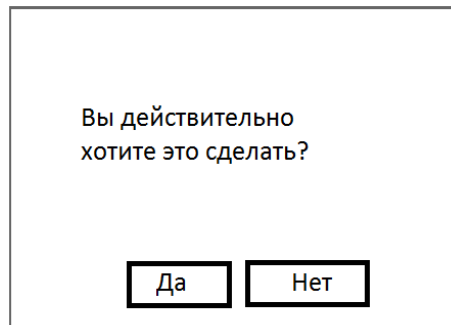 Вы действительно
хотите это сделать?
Да Нет